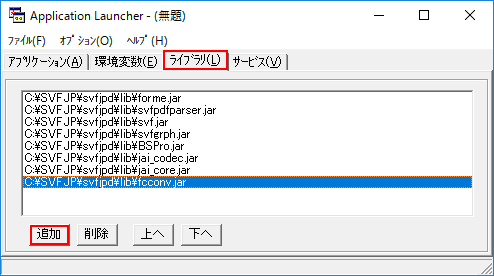 Application Launcher - (無題)
ﾌｧｲﾙ(F) ｵﾌﾟｼｮﾝ(O) ﾍﾙﾌﾟ(H)
ｱﾌﾟﾘｹｰｼｮﾝ(A) 環境変数(E) ﾗｲﾌﾞﾗﾘ(L) ｻｰﾋﾞｽ(V)
C:¥SVFJP¥svfjpd¥lib¥forme.jar
C:¥SVFJP¥svfjpd¥lib¥svfpdfparser.jar
C:¥SVFJP¥svfjpd¥lib¥svf.jar
C:¥SVFJP¥svfjpd¥lib¥svfgrph.jar
C:¥SVFJP¥svfjpd¥lib¥BSPro.jar
C:¥SVFJP¥svfjpd¥lib¥jai_codec.jar
C:¥SVFJP¥svfjpd¥lib¥jai_core.jar
C:¥SVFJP¥svfjpd¥lib¥fcconv.jar
追加 削除 上へ 下へ